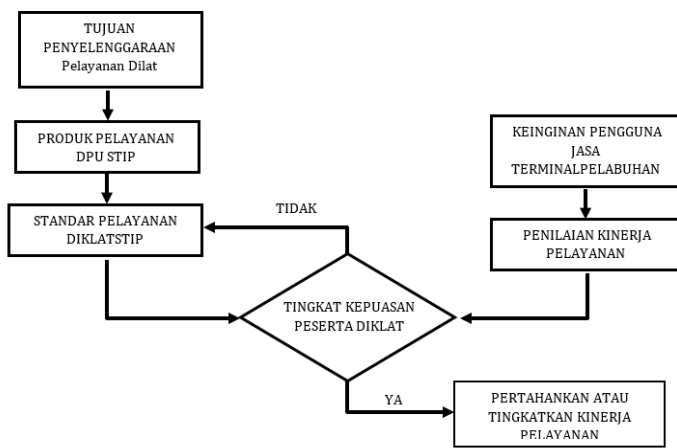 TUJUAN
PENYELENGGARAAN
Pelayanan Dilat
PRODUK PELAYANAN
DPU STIP
STANDAR PELAYANAN
DIKLATSTIP
TIDAK
KEINGINAN PENGGUNA
JASA
TERMINALPELABUHAN
PENILAIAN KINERJA
PELAYANAN
TINGKAT KEPUASAN
PESERTA DIKLAT
YA
PERTAHANKAN ATAU
TINGKATKAN KINERJA
PELAYANAN